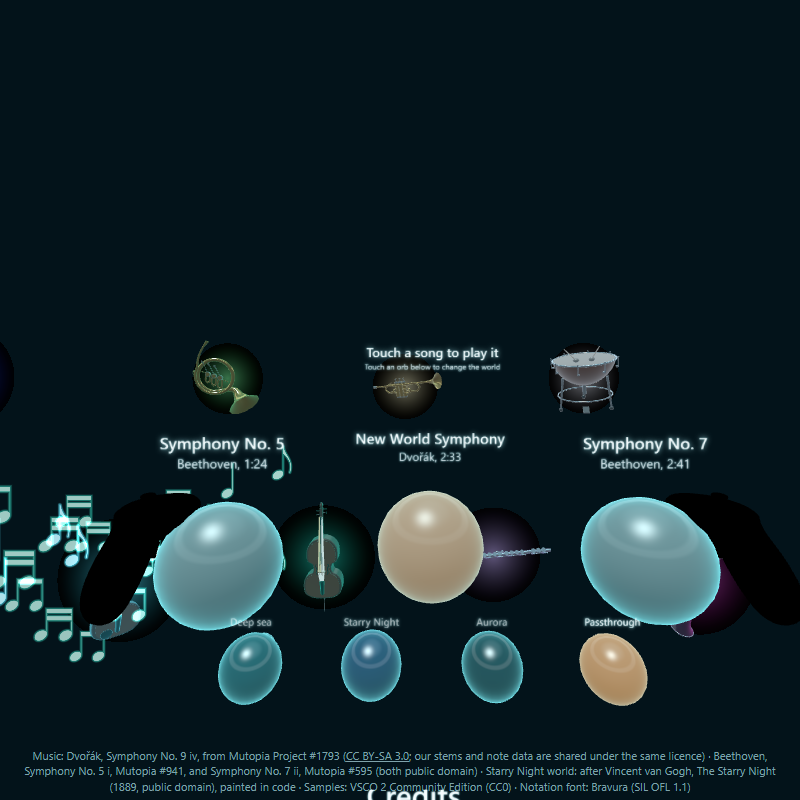 Touch a song to play it
Touch an orb below to change the world
Symphony No. 5
Beethoven, 1:24
New World Symphony
Dvořák, 2:33
Symphony No. 7
Beethoven, 2:41
Deep sea
Starry Night
Aurora
Passthrough
Music: Dvořák, Symphony No. 9 iv, from Mutopia Project #1793 (CC BY-SA 3.0; our stems and note data are shared under the same licence) · Beethoven,
Symphony No. 5 i, Mutopia #941, and Symphony No. 7 ii, Mutopia #595 (both public domain) · Starry Night world: after Vincent van Gogh, The Starry Night
(1889, public domain), painted in code · Samples: VSCO 2 Community Edition (CC0) · Notation font: Bravura (SIL OFL 1.1)
Credits